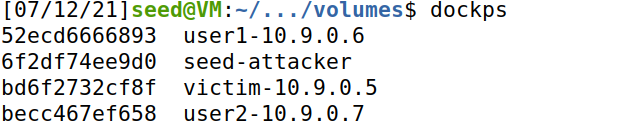 [07/12/21]seed@VM:~/.../volumes$ dockps
52ecd6666893  user1-10.9.0.6
6f2df74ee9d0  seed-attacker
bd6f2732cf8f  victim-10.9.0.5
becc467ef658  user2-10.9.0.7